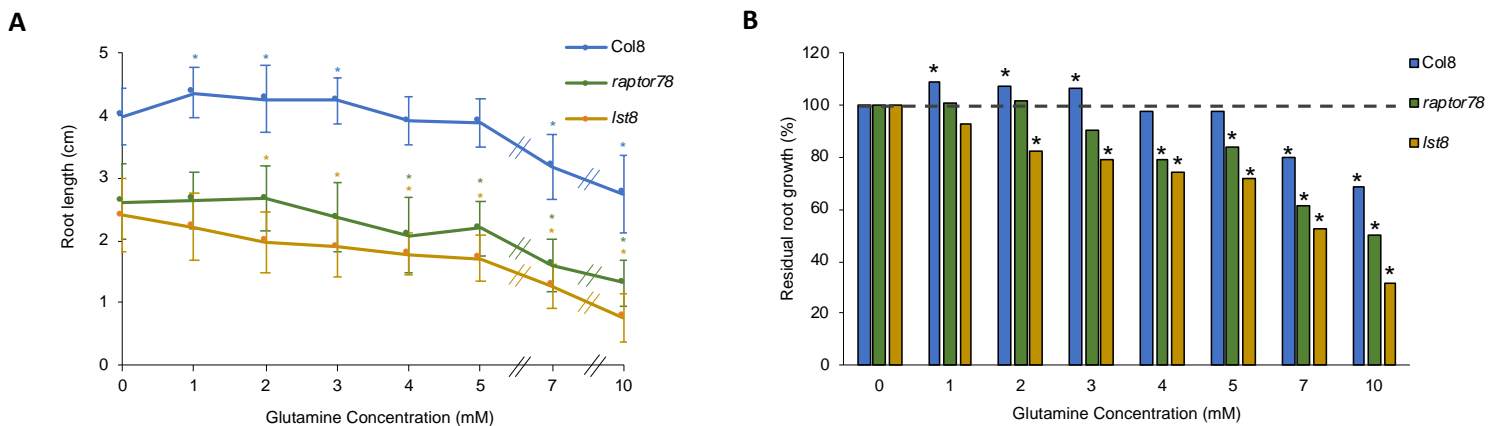 A
5
4
3
2
1
0
Root length (cm)
* * * * *
* * * * * *
* * * *
Col8
raptor78
lst8
0 1 2 3 4 5 7 10
Glutamine Concentration (mM)
B
120
100
80
60
40
20
0
Residual root growth (%)
* * * * * * * * * * * * * * * *
Col8
raptor78
lst8
0 1 2 3 4 5 7 10
Glutamine Concentration (mM)